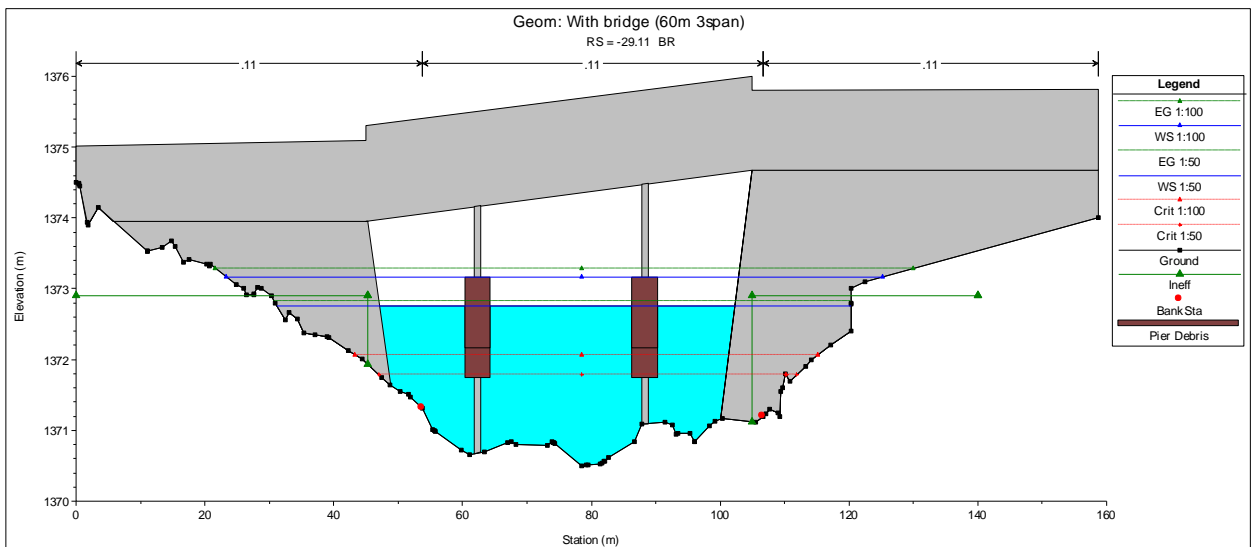 Geom: With bridge (60m 3span)
RS = -29.11 BR
.11 .11 .11
Elevation (m)
1376
1375
1374
1373
1372
1371
1370
0 20 40 60 80 100 120 140 160
Station (m)
Legend
EG 1:100
WS 1:100
EG 1:50
WS 1:50
Crit 1:100
Crit 1:50
Ground
Ineff
Bank Sta
Pier Debris